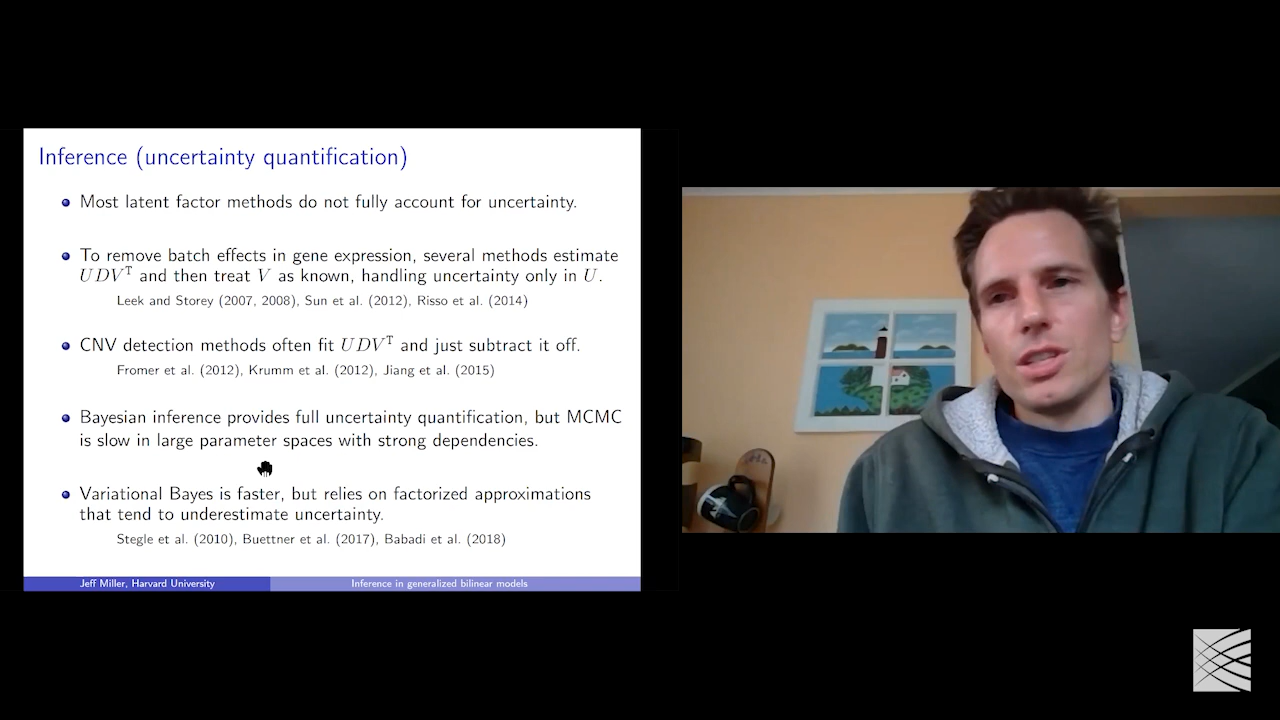 Inference (uncertainty quantification)
Most latent factor methods do not fully account for uncertainty.
To remove batch effects in gene expression, several methods estimate
UDVᵀ and then treat V as known, handling uncertainty only in U.
Leek and Storey (2007, 2008), Sun et al. (2012), Risso et al. (2014)
CNV detection methods often fit UDVᵀ and just subtract it off.
Fromer et al. (2012), Krumm et al. (2012), Jiang et al. (2015)
Bayesian inference provides full uncertainty quantification, but MCMC
is slow in large parameter spaces with strong dependencies.
Variational Bayes is faster, but relies on factorized approximations
that tend to underestimate uncertainty.
Stegle et al. (2010), Buettner et al. (2017), Babadi et al. (2018)
Jeff Miller, Harvard University
Inference in generalized bilinear models